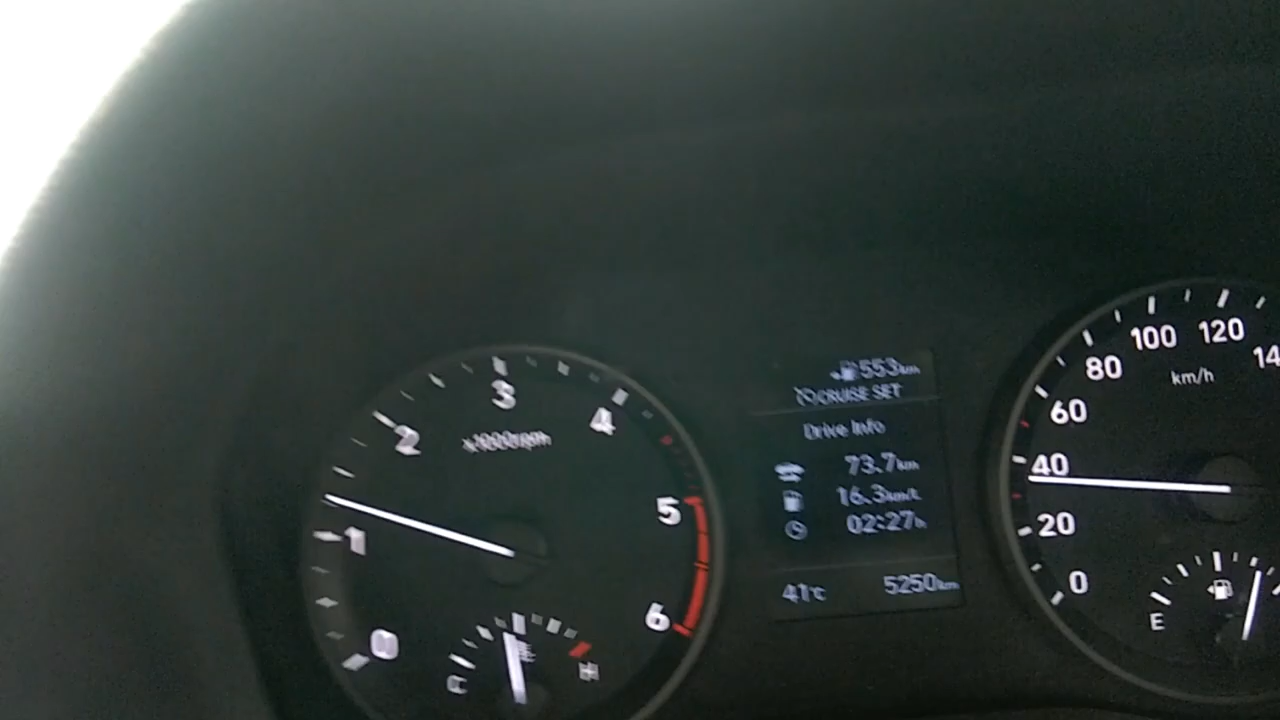 0
1
2
3
4
5
6
x1000rpm
C
H
553km
CRUISE SET
Drive Info
73.7km
16.3km/L
02:27h
41°C
5250km
0
20
40
60
80
100
120
14
km/h
E